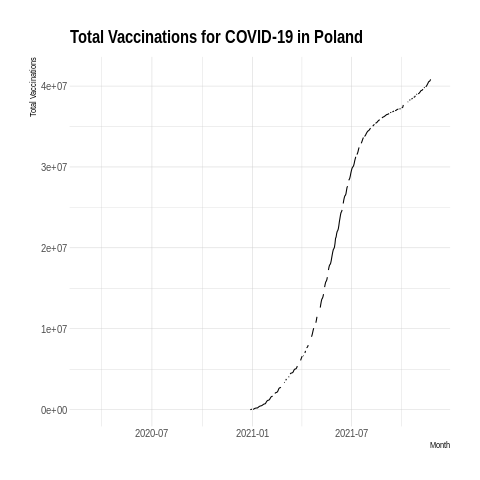 Total Vaccinations for COVID-19 in Poland
Total Vaccinations
4e+07
3e+07
2e+07
1e+07
0e+00
2020-07 2021-01 2021-07
Month